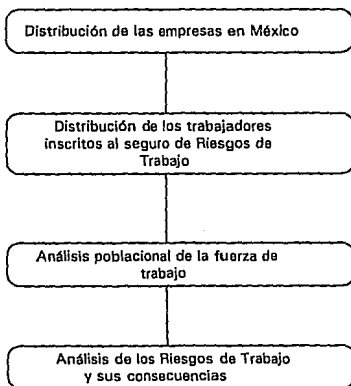 Distribución de las empresas en México
Distribución de los trabajadores
inscritos al seguro de Riesgos de
Trabajo
Análisis poblacional de la fuerza de
trabajo
Análisis de los Riesgos de Trabajo
y sus consecuencias